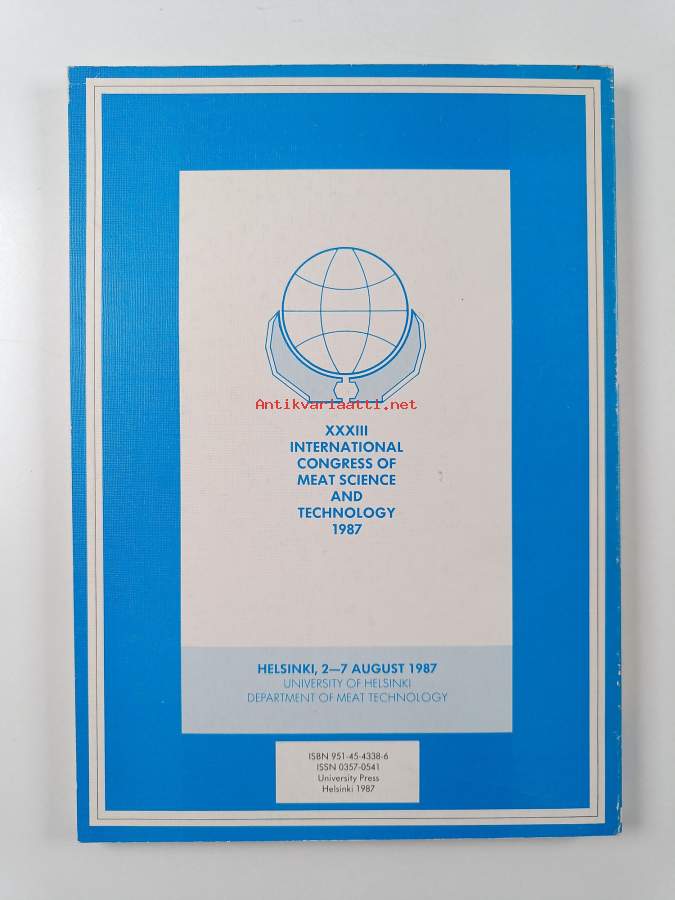 Antikvariaatti.net
XXXIII
INTERNATIONAL
CONGRESS OF
MEAT SCIENCE
AND
TECHNOLOGY
1987
HELSINKI, 2—7 AUGUST 1987
UNIVERSITY OF HELSINKI
DEPARTMENT OF MEAT TECHNOLOGY
ISBN 951-45-4338-6
ISSN 0357-0541
University Press
Helsinki 1987